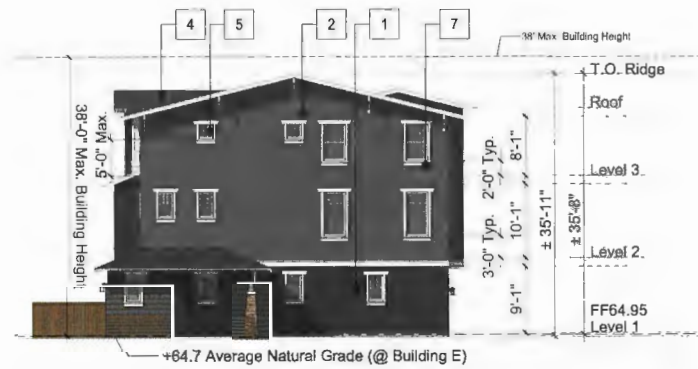 4 5 2 1 7
38' Max. Building Height
T.O. Ridge
Roof
38'-0" Max. Building Height
5'-0" Max.
2'-0" Typ.
8'-1"
Level 3
3'-0" Typ.
10'-1"
± 35'-11"
± 35'-8"
Level 2
9'-1"
FF64.95
Level 1
+64.7 Average Natural Grade (@ Building E)